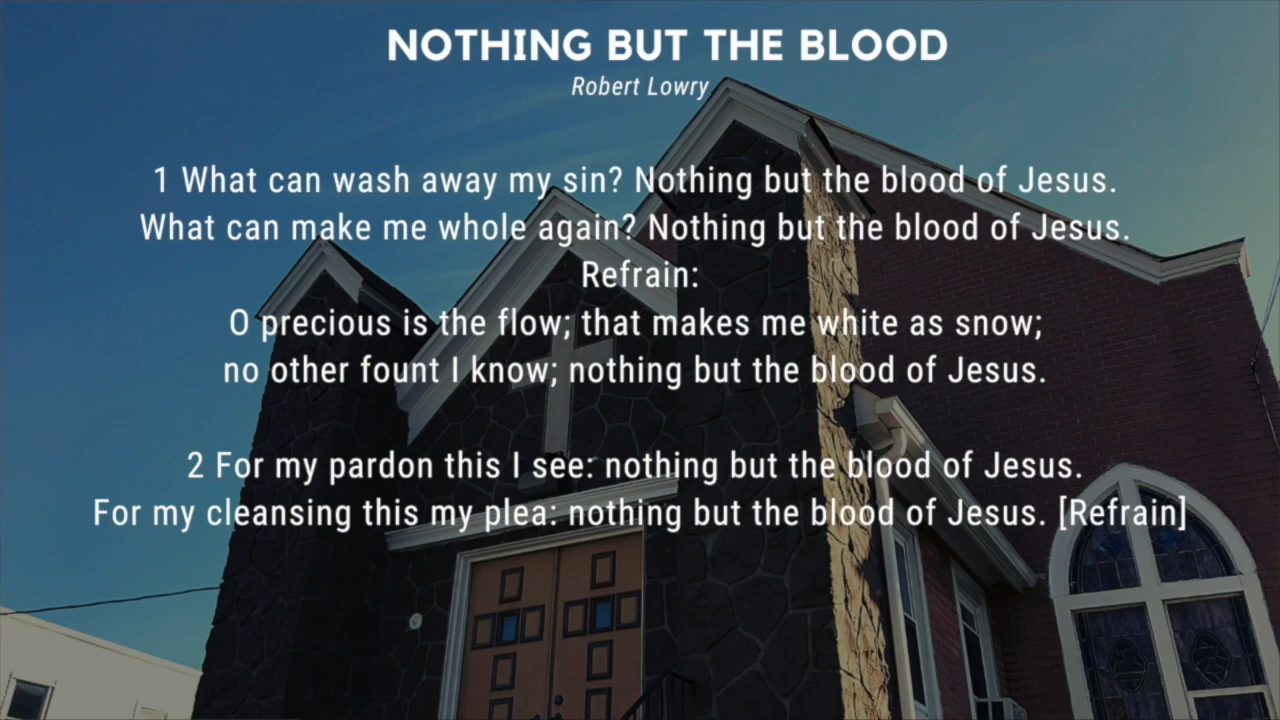 NOTHING BUT THE BLOOD
Robert Lowry
1 What can wash away my sin? Nothing but the blood of Jesus.
What can make me whole again? Nothing but the blood of Jesus.
Refrain:
O precious is the flow; that makes me white as snow;
no other fount I know; nothing but the blood of Jesus.
2 For my pardon this I see: nothing but the blood of Jesus.
For my cleansing this my plea: nothing but the blood of Jesus. [Refrain]